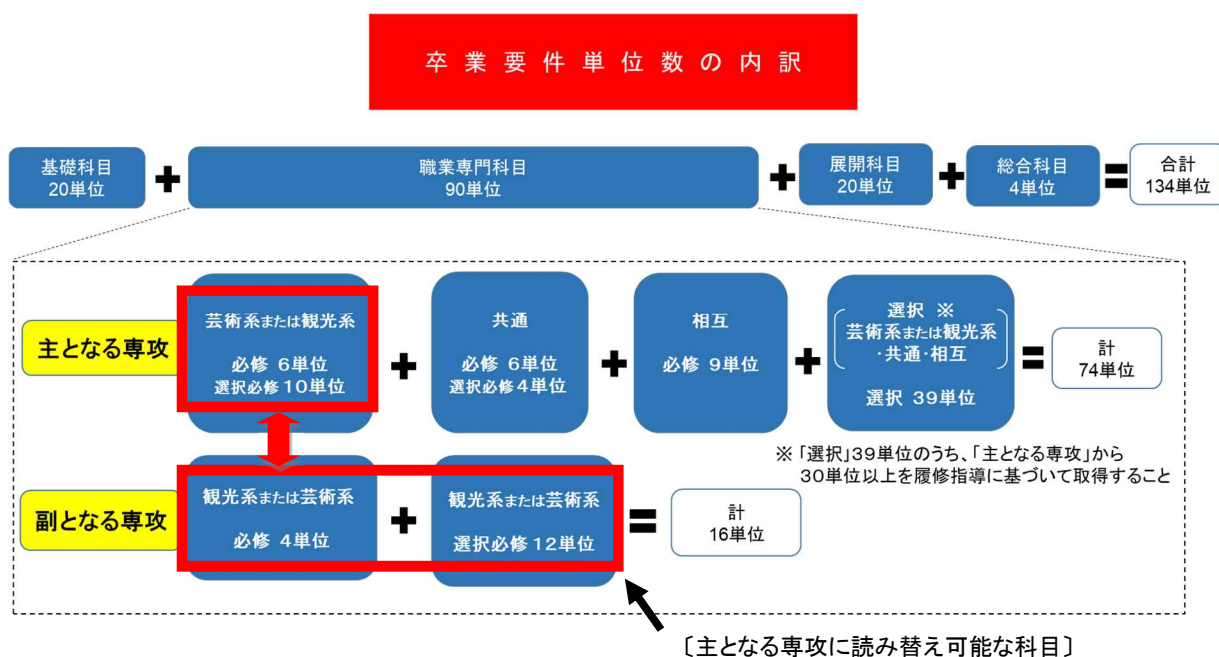 卒業要件単位数の内訳
基礎科目
20単位
+
職業専門科目
90単位
+
展開科目
20単位
+
総合科目
4単位
=
合計
134単位
主となる専攻
芸術系または観光系
必修 6単位
選択必修10単位
+
共通
必修 6単位
選択必修4単位
+
相互
必修 9単位
+
選択 ※
芸術系または観光系
・共通・相互
選択 39単位
=
計
74単位
※「選択」39単位のうち、「主となる専攻」から
30単位以上を履修指導に基づいて取得すること
副となる専攻
観光系または芸術系
必修 4単位
+
観光系または芸術系
選択必修12単位
=
計
16単位
〔主となる専攻に読み替え可能な科目〕